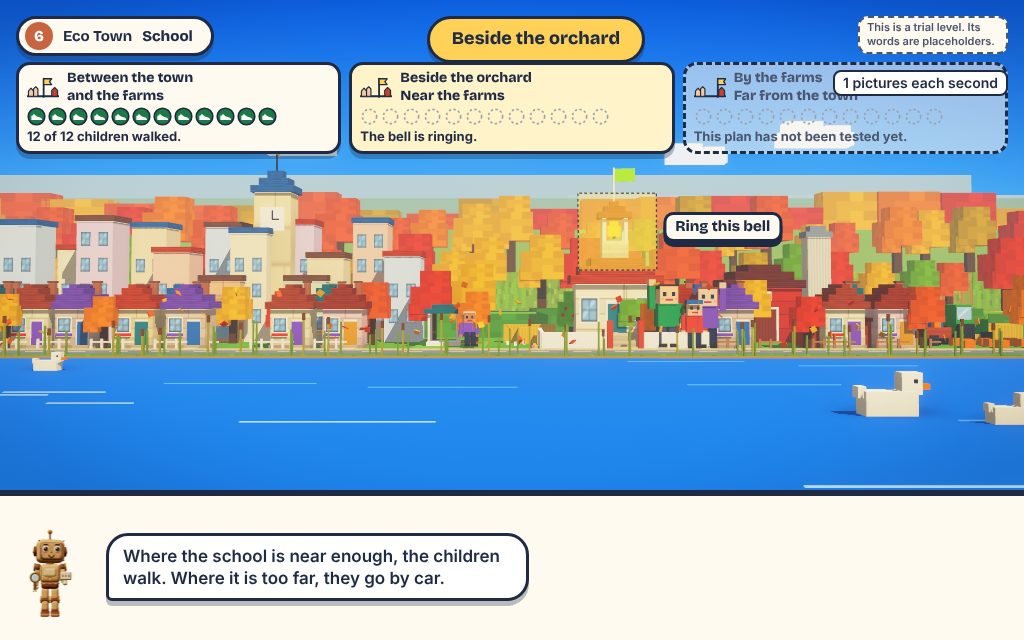 6 Eco Town School
Beside the orchard
This is a trial level. Its
words are placeholders.
Between the town
and the farms
12 of 12 children walked.
Beside the orchard
Near the farms
The bell is ringing.
By the farms
Far from the town
This plan has not been tested yet.
1 pictures each second
Ring this bell
Where the school is near enough, the children
walk. Where it is too far, they go by car.